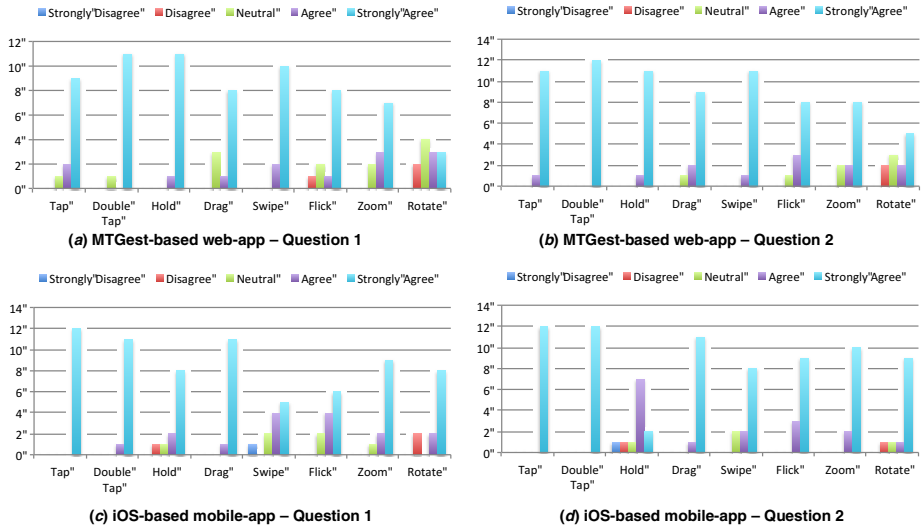 Strongly"Disagree" Disagree" Neutral" Agree" Strongly"Agree"
12"
10"
8"
6"
4"
2"
0"
Tap" Double" Tap" Hold" Drag" Swipe" Flick" Zoom" Rotate"
(a) MTGest-based web-app – Question 1
Strongly"Disagree" Disagree" Neutral" Agree" Strongly"Agree"
14"
12"
10"
8"
6"
4"
2"
0"
Tap" Double" Tap" Hold" Drag" Swipe" Flick" Zoom" Rotate"
(b) MTGest-based web-app – Question 2
Strongly"Disagree" Disagree" Neutral" Agree" Strongly"Agree"
14"
12"
10"
8"
6"
4"
2"
0"
Tap" Double" Tap" Hold" Drag" Swipe" Flick" Zoom" Rotate"
(c) iOS-based mobile-app – Question 1
Strongly"Disagree" Disagree" Neutral" Agree" Strongly"Agree"
14"
12"
10"
8"
6"
4"
2"
0"
Tap" Double" Tap" Hold" Drag" Swipe" Flick" Zoom" Rotate"
(d) iOS-based mobile-app – Question 2